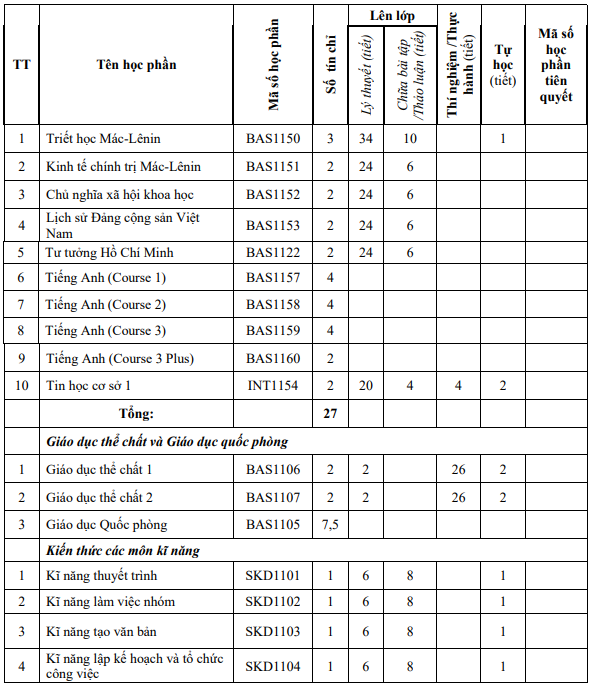 TT Tên học phần Mã số học phần Số tín chỉ Lên lớp Thí nghiệm /Thực hành (tiết) Tự học (tiết) Mã số học phần tiên quyết
Lý thuyết (tiết) Chữa bài tập /Thảo luận (tiết)
1 Triết học Mác-Lênin BAS1150 3 34 10 1
2 Kinh tế chính trị Mác-Lênin BAS1151 2 24 6
3 Chủ nghĩa xã hội khoa học BAS1152 2 24 6
4 Lịch sử Đảng cộng sản Việt Nam BAS1153 2 24 6
5 Tư tưởng Hồ Chí Minh BAS1122 2 24 6
6 Tiếng Anh (Course 1) BAS1157 4
7 Tiếng Anh (Course 2) BAS1158 4
8 Tiếng Anh (Course 3) BAS1159 4
9 Tiếng Anh (Course 3 Plus) BAS1160 2
10 Tin học cơ sở 1 INT1154 2 20 4 4 2
Tổng: 27
Giáo dục thể chất và Giáo dục quốc phòng
1 Giáo dục thể chất 1 BAS1106 2 2 26 2
2 Giáo dục thể chất 2 BAS1107 2 2 26 2
3 Giáo dục Quốc phòng BAS1105 7,5
Kiến thức các môn kĩ năng
1 Kĩ năng thuyết trình SKD1101 1 6 8 1
2 Kĩ năng làm việc nhóm SKD1102 1 6 8 1
3 Kĩ năng tạo văn bản SKD1103 1 6 8 1
4 Kĩ năng lập kế hoạch và tổ chức công việc SKD1104 1 6 8 1